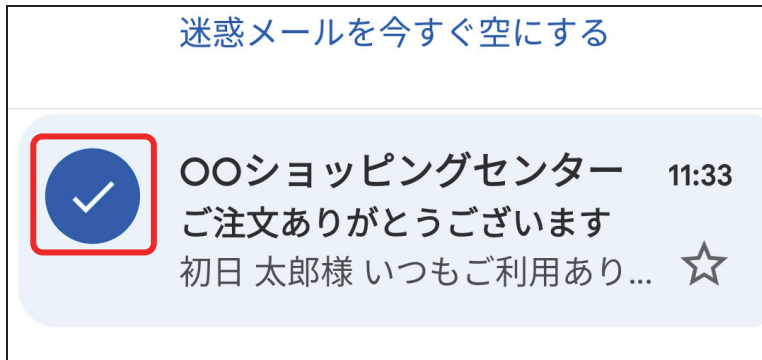 迷惑メールを今すぐ空にする
〇〇ショッピングセンター 11:33
ご注文ありがとうございます
初日 太郎様 いつもご利用あり...